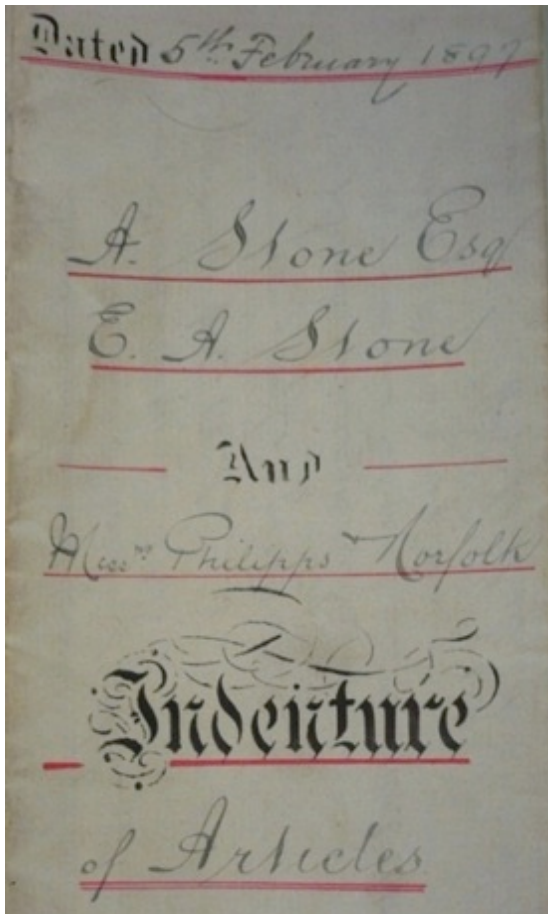 Dated 5th February 1897
A. Stone Esq
E. A. Stone
And
Messrs Philipps & Norfolk
Indenture
of Articles